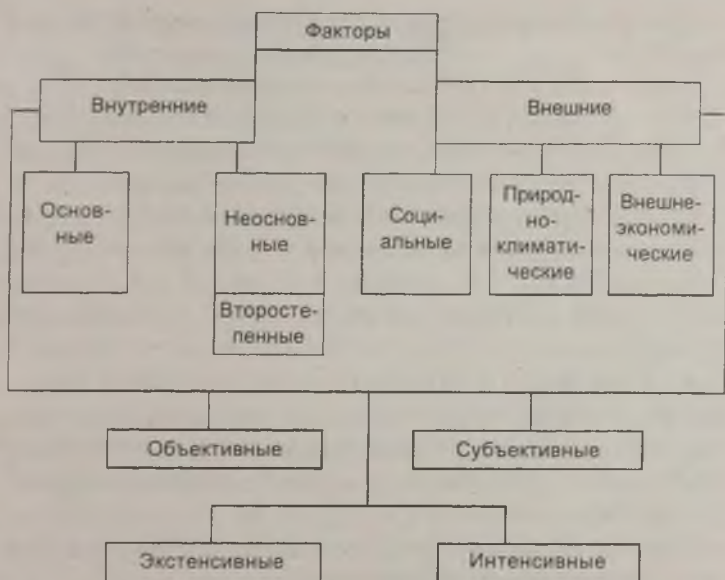 Факторы
Внутренние
Внешние
Основ-
ные
Неоснов-
ные
Второсте-
пенные
Соци-
альные
Природ-
но-
климати-
ческие
Внешне-
экономи-
ческие
Объективные
Субъективные
Экстенсивные
Интенсивные